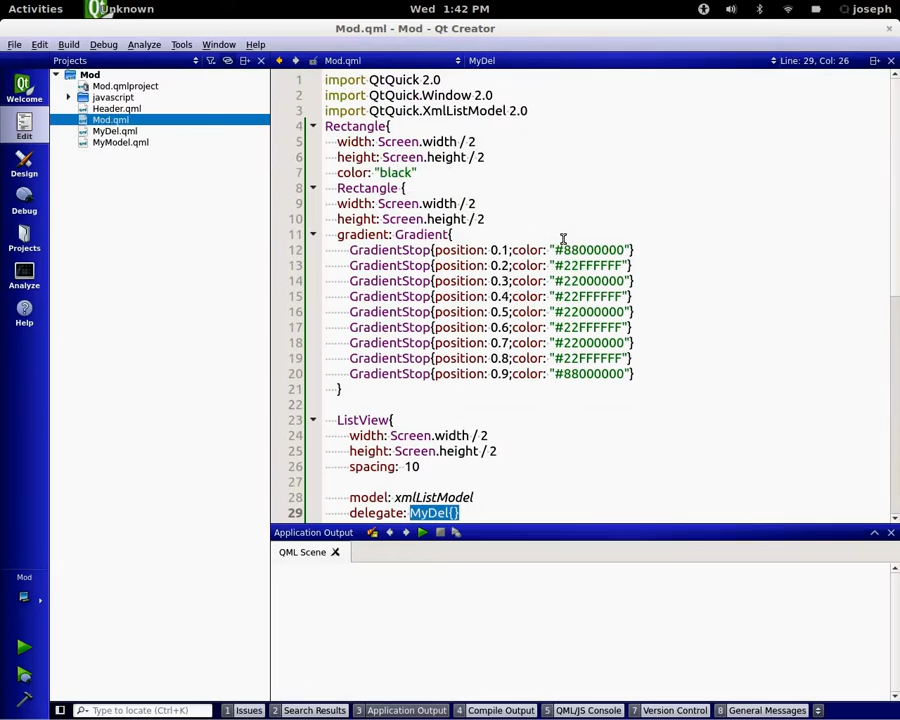 Activities Unknown Wed 1:42 PM joseph
Mod.qml - Mod - Qt Creator
File Edit Build Debug Analyze Tools Window Help
Projects Mod.qml MyDel Line: 29, Col: 26
Mod
Mod.qmlproject
javascript
Header.qml
Mod.qml
MyDel.qml
MyModel.qml
Welcome
Edit
Design
Debug
Projects
Analyze
Help
1 import QtQuick 2.0
2 import QtQuick.Window 2.0
3 import QtQuick.XmlListModel 2.0
4 Rectangle{
5 width: Screen.width / 2
6 height: Screen.height / 2
7 color: "black"
8 Rectangle {
9 width: Screen.width / 2
10 height: Screen.height / 2
11 gradient: Gradient{
12 GradientStop{position: 0.1;color: "#88000000"}
13 GradientStop{position: 0.2;color: "#22FFFFFF"}
14 GradientStop{position: 0.3;color: "#22000000"}
15 GradientStop{position: 0.4;color: "#22FFFFFF"}
16 GradientStop{position: 0.5;color: "#22000000"}
17 GradientStop{position: 0.6;color: "#22FFFFFF"}
18 GradientStop{position: 0.7;color: "#22000000"}
19 GradientStop{position: 0.8;color: "#22FFFFFF"}
20 GradientStop{position: 0.9;color: "#88000000"}
21 }
22
23 ListView{
24 width: Screen.width / 2
25 height: Screen.height / 2
26 spacing: 10
27
28 model: xmlListModel
29 delegate: MyDel{}
Application Output
QML Scene
Mod
Type to locate (Ctrl+K) 1 Issues 2 Search Results 3 Application Output 4 Compile Output 5 QML/JS Console 7 Version Control 8 General Messages